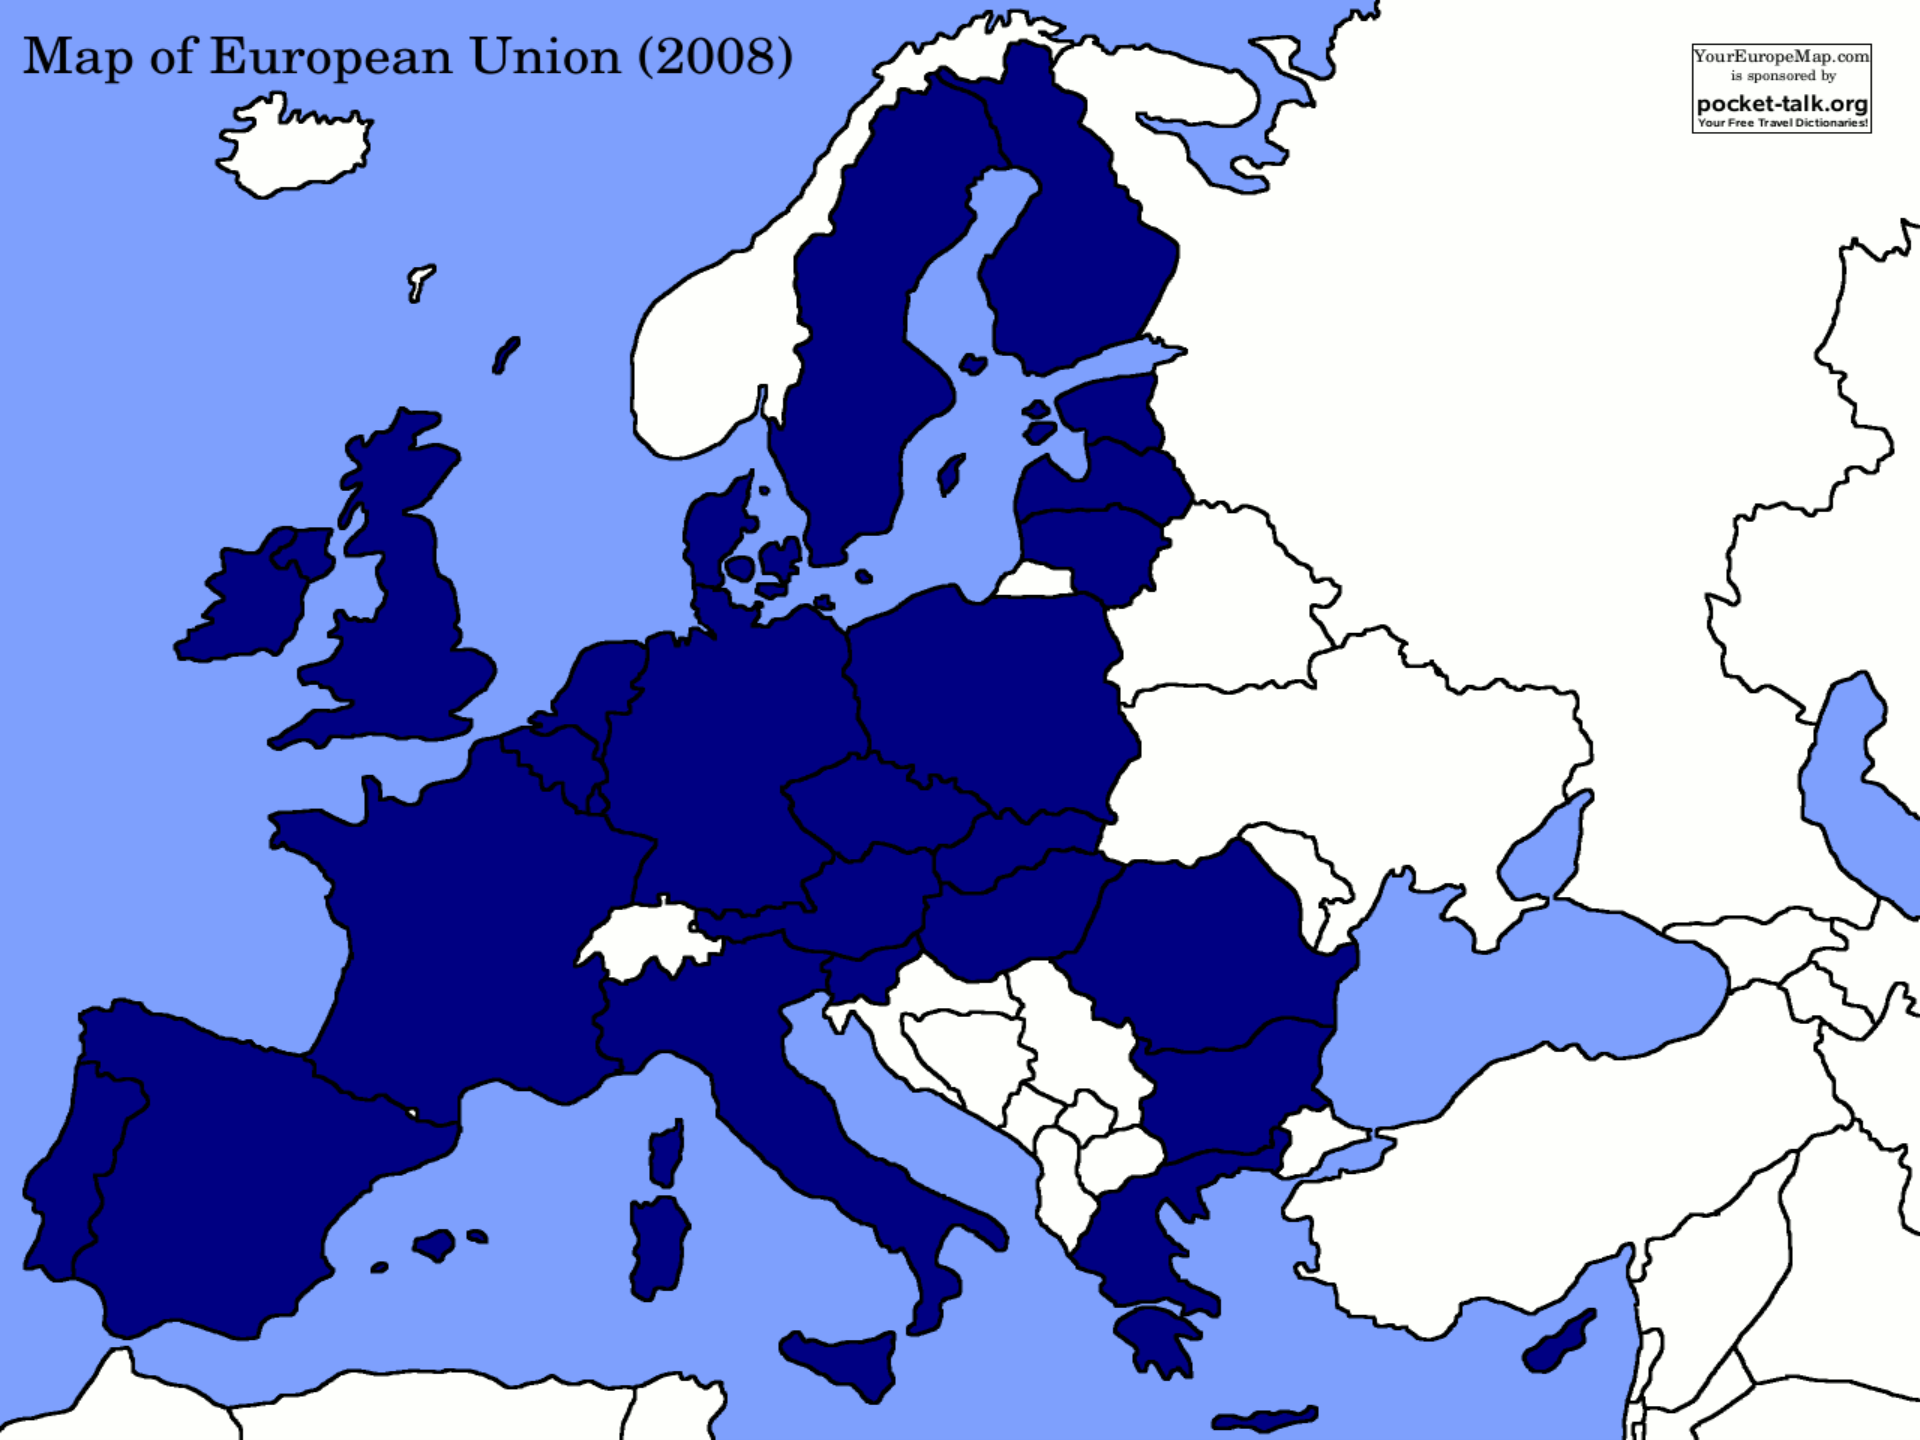 Map of European Union (2008)
YourEuropeMap.com
is sponsored by
pocket-talk.org
Your Free Travel Dictionaries!